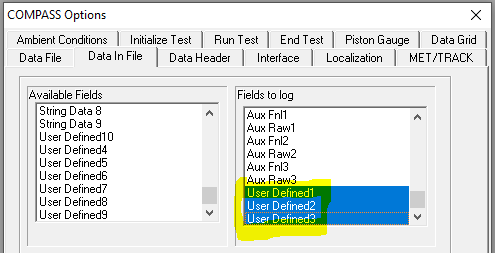 COMPASS Options
Ambient Conditions Initialize Test Run Test End Test Piston Gauge Data Grid
Data File Data In File Data Header Interface Localization MET/TRACK
Available Fields
String Data 8
String Data 9
User Defined10
User Defined4
User Defined5
User Defined6
User Defined7
User Defined8
User Defined9
Fields to log
Aux Fnl1
Aux Raw1
Aux Fnl2
Aux Raw2
Aux Fnl3
Aux Raw3
User Defined1
User Defined2
User Defined3